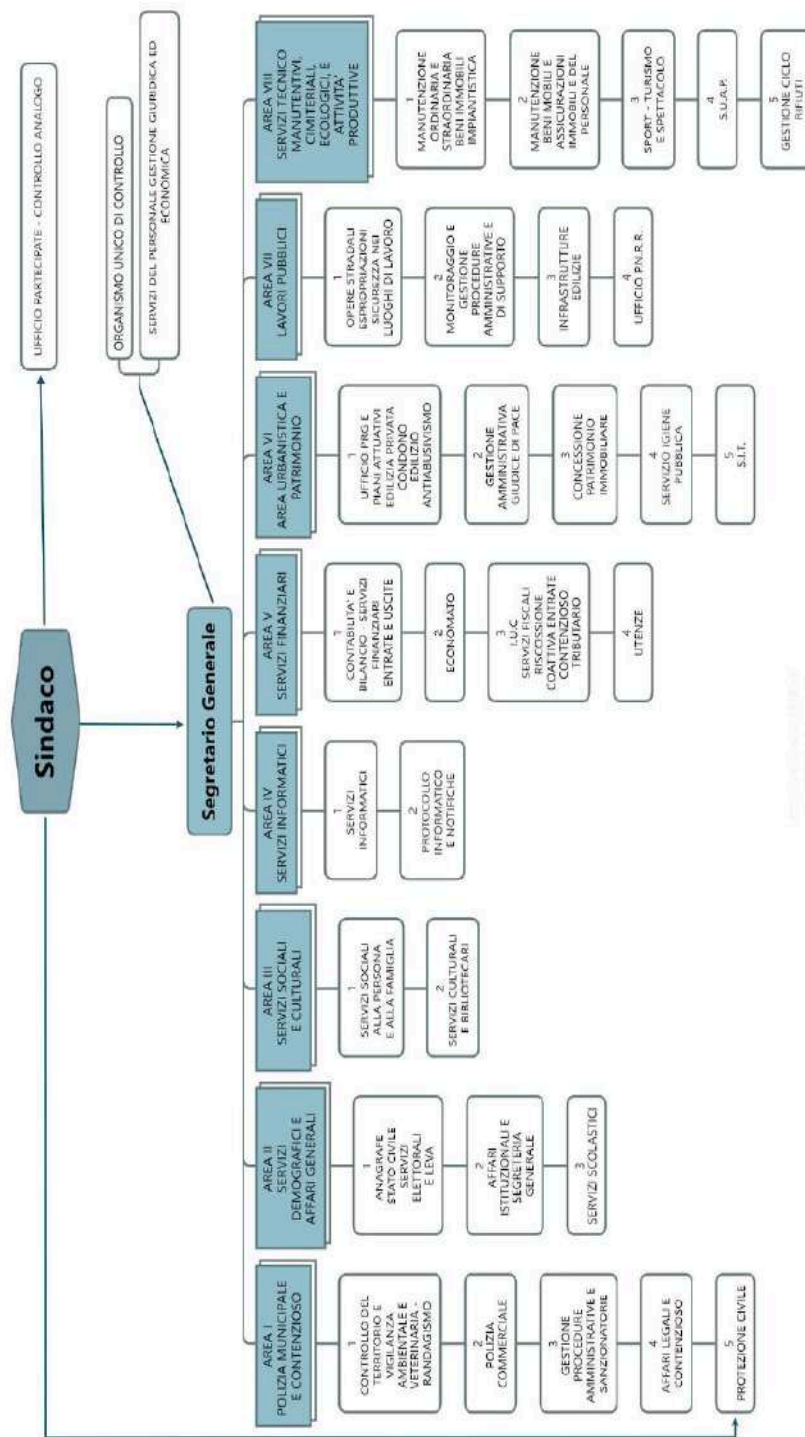 Sindaco
UFFICIO PARTECIPATE - CONTROLLO ANALOGO
Segretario Generale
ORGANISMO UNICO DI CONTROLLO
SERVIZI DEL PERSONALE GESTIONE GIURIDICA ED
ECONOMICA
AREA I
POLIZIA MUNICIPALE
E CONTENZIOSO
1
CONTROLLO DEL
TERRITORIO E
VIGILANZA
AMBIENTALE E
VETERINARIA -
RANDAGISMO
2
POLIZIA
COMMERCIALE
3
GESTIONE
PROCEDURE
AMMINISTRATIVE E
SANZIONATORIE
4
AFFARI LEGALI E
CONTENZIOSO
5
PROTEZIONE CIVILE
AREA II
SERVIZI
DEMOGRAFICI E
AFFARI GENERALI
1
ANAGRAFE
STATO CIVILE
SERVIZI
ELETTORALI
E LEVA
2
AFFARI
ISTITUZIONALI E
SEGRETERIA
GENERALE
3
SERVIZI SCOLASTICI
AREA III
SERVIZI SOCIALI
E CULTURALI
1
SERVIZI SOCIALI
ALLA PERSONA
E ALLA FAMIGLIA
2
SERVIZI CULTURALI
E BIBLIOTECARI
AREA IV
SERVIZI INFORMATICI
1
SERVIZI
INFORMATICI
2
PROTOCOLLO
INFORMATICO
E NOTIFICHE
AREA V
SERVIZI FINANZIARI
1
CONTABILITA' E
BILANCIO - SERVIZI
FINANZIARI
ENTRATE E USCITE
2
ECONOMATO
3
I.U.C
SERVIZI FISCALI
RISCOSSIONE
COATTIVA ENTRATE
CONTENZIOSO
TRIBUTARIO
4
UTENZE
AREA VI
AREA URBANISTICA E
PATRIMONIO
1
UFFICIO PRG E
PIANI ATTUATIVI
EDILIZIA PRIVATA
CONDONO
EDILIZIO
ANTIABUSIVISMO
2
GESTIONE
AMMINISTRATIVA
GIUDICE DI PACE
3
CONCESSIONE
PATRIMONIO
IMMOBILIARE
4
SERVIZIO IGIENE
PUBBLICA
5
S.I.T.
AREA VII
LAVORI PUBBLICI
1
OPERE STRADALI
ESPROPRIAZIONI
SICUREZZA NEI
LUOGHI DI LAVORO
2
MONITORAGGIO E
GESTIONE
PROCEDURE
AMMINISTRATIVE E
DI SUPPORTO
3
INFRASTRUTTURE
EDILIZIE
4
UFFICIO P.N.R.R.
AREA VIII
SERVIZI TECNICO
MANUTENTIVI,
CIMITERIALI,
ECOLOGICI, E
ATTIVITA'
PRODUTTIVE
1
MANUTENZIONE
ORDINARIA E
STRAORDINARIA
BENI IMMOBILI
IMPIANTISTICA
2
MANUTENZIONE
BENI MOBILI E
ASSICURAZIONI
IMMOBILI E DEL
PERSONALE
3
SPORT - TURISMO
E SPETTACOLO
4
S.U.A.P.
5
GESTIONE CICLO
RIFIUTI